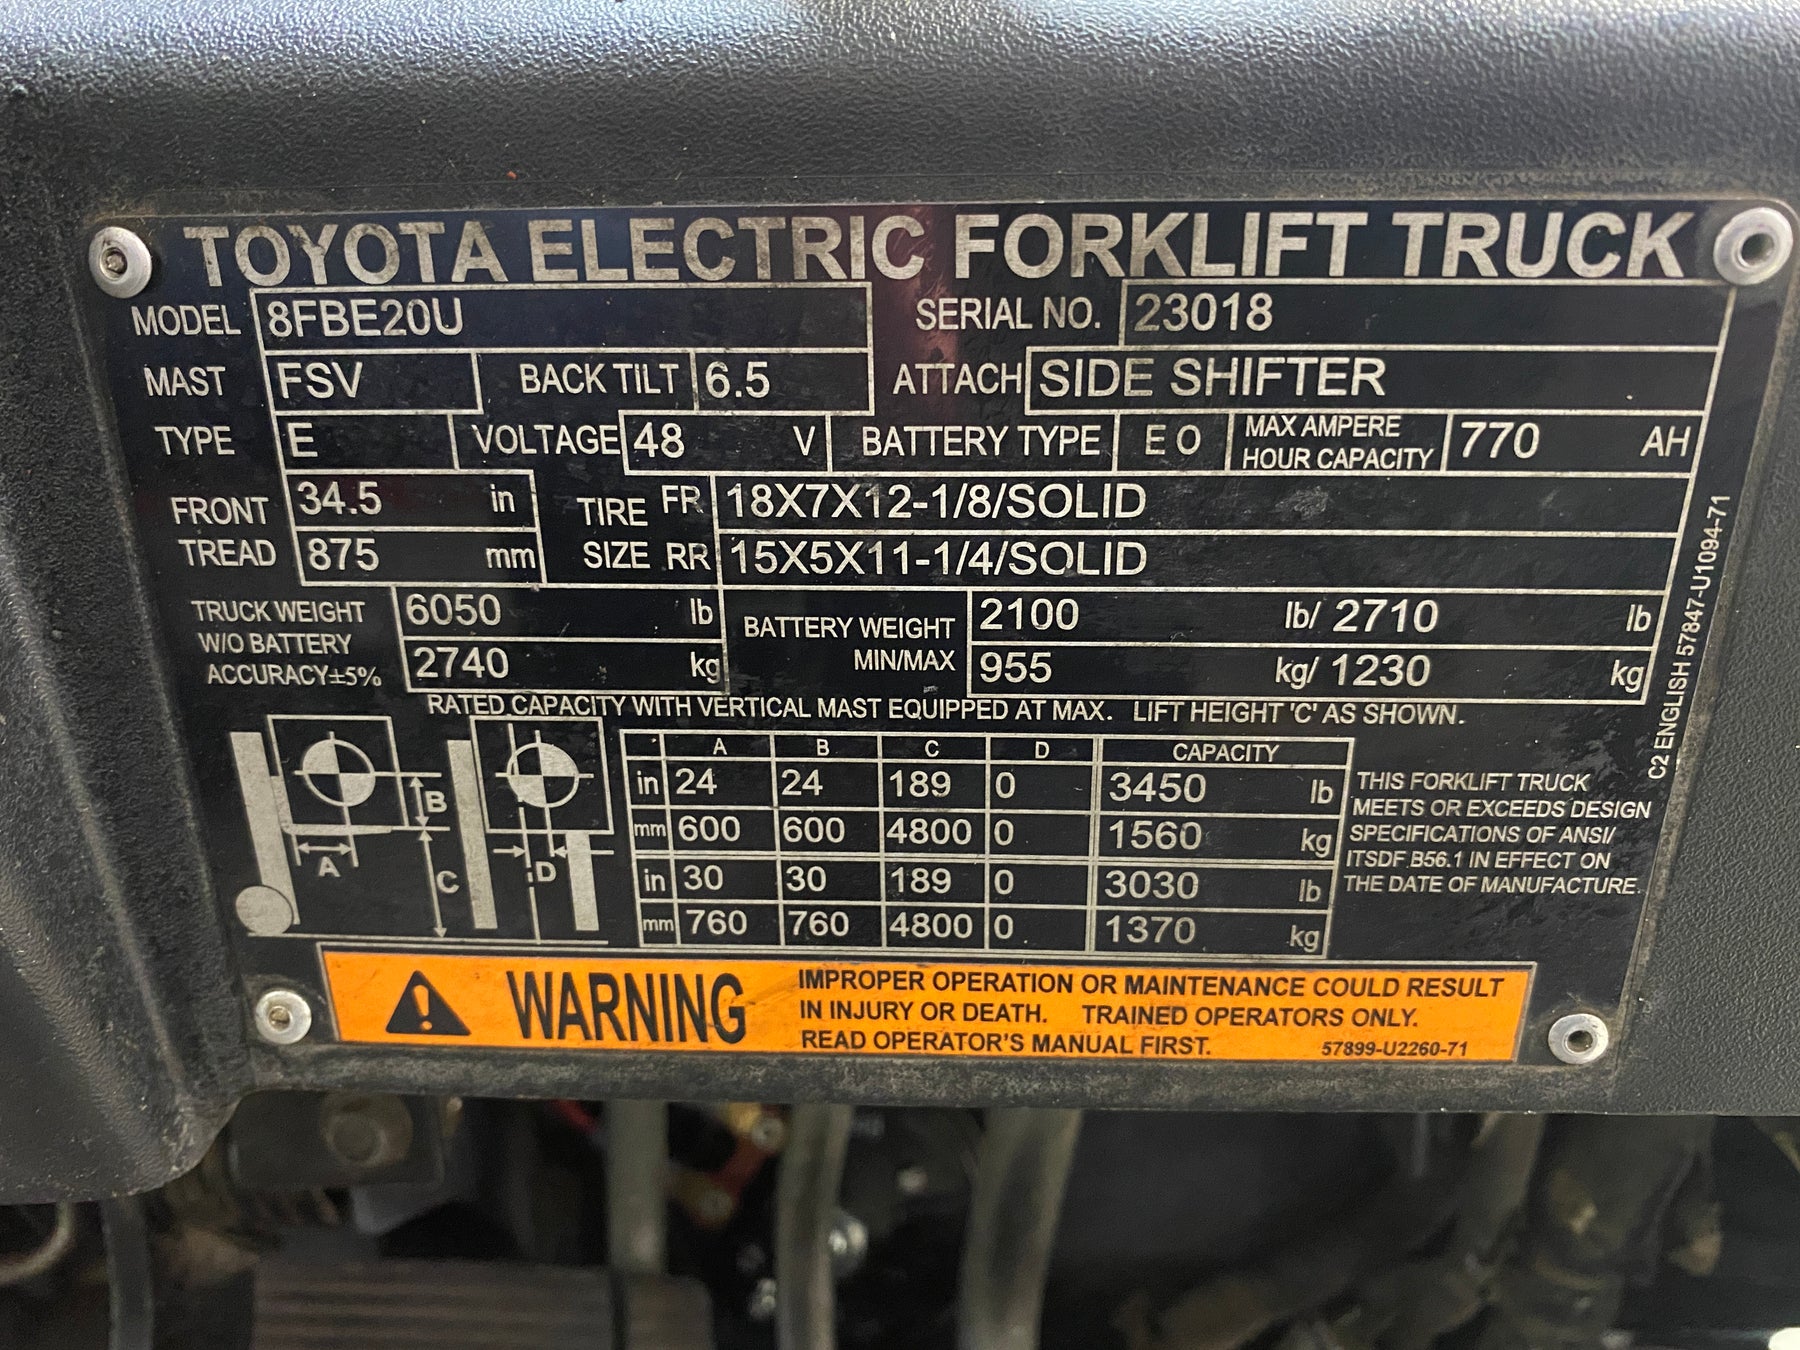 TOYOTA ELECTRIC FORKLIFT TRUCK
MODEL 8FBE20U SERIAL NO. 23018
MAST FSV BACK TILT 6.5 ATTACH SIDE SHIFTER
TYPE E VOLTAGE 48 V BATTERY TYPE E O MAX AMPERE HOUR CAPACITY 770 AH
FRONT TREAD 34.5 in TIRE SIZE FR 18X7X12-1/8/SOLID
875 mm RR 15X5X11-1/4/SOLID
TRUCK WEIGHT W/O BATTERY ACCURACY±5% 6050 lb BATTERY WEIGHT MIN/MAX 2100 lb/ 2710 lb
2740 kg 955 kg/ 1230 kg
RATED CAPACITY WITH VERTICAL MAST EQUIPPED AT MAX. LIFT HEIGHT 'C' AS SHOWN.
A B C D
A B C D CAPACITY
in 24 24 189 0 3450 lb
mm 600 600 4800 0 1560 kg
in 30 30 189 0 3030 lb
mm 760 760 4800 0 1370 kg
THIS FORKLIFT TRUCK
MEETS OR EXCEEDS DESIGN
SPECIFICATIONS OF ANSI/
ITSDF B56.1 IN EFFECT ON
THE DATE OF MANUFACTURE.
C2 ENGLISH 57847-U1094-71
WARNING
IMPROPER OPERATION OR MAINTENANCE COULD RESULT
IN INJURY OR DEATH. TRAINED OPERATORS ONLY.
READ OPERATOR'S MANUAL FIRST. 57899-U2260-71